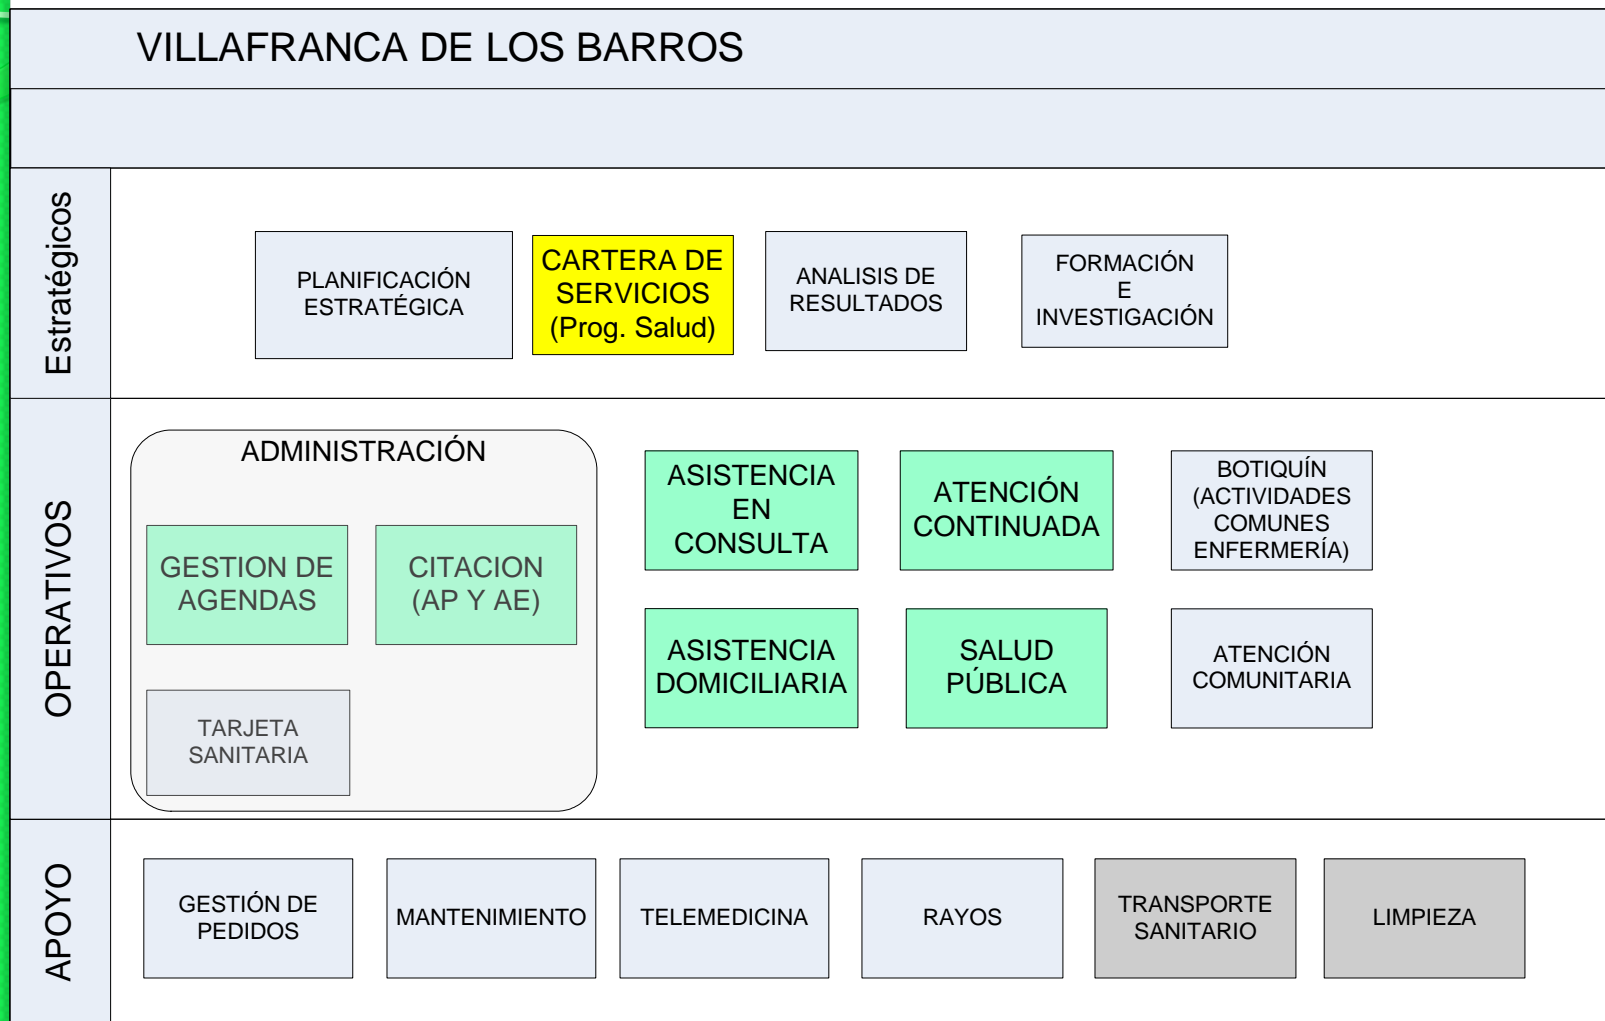 VILLAFRANCA DE LOS BARROS
Estratégicos
PLANIFICACIÓN
ESTRATÉGICA
CARTERA DE
SERVICIOS
(Prog. Salud)
ANALISIS DE
RESULTADOS
FORMACIÓN
E
INVESTIGACIÓN
OPERATIVOS
ADMINISTRACIÓN
GESTION DE
AGENDAS
CITACION
(AP Y AE)
TARJETA
SANITARIA
ASISTENCIA
EN
CONSULTA
ATENCIÓN
CONTINUADA
BOTIQUÍN
(ACTIVIDADES
COMUNES
ENFERMERÍA)
ASISTENCIA
DOMICILIARIA
SALUD
PÚBLICA
ATENCIÓN
COMUNITARIA
APOYO
GESTIÓN DE
PEDIDOS
MANTENIMIENTO
TELEMEDICINA
RAYOS
TRANSPORTE
SANITARIO
LIMPIEZA